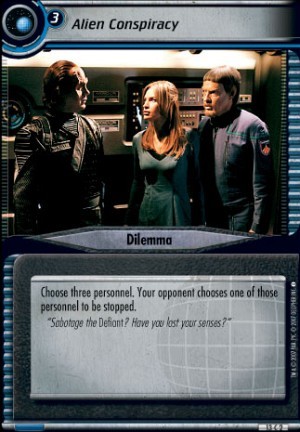 3 Alien Conspiracy
Dilemma
Choose three personnel. Your opponent chooses one of those
personnel to be stopped.
"Sabotage the Defiant? Have you lost your senses?"